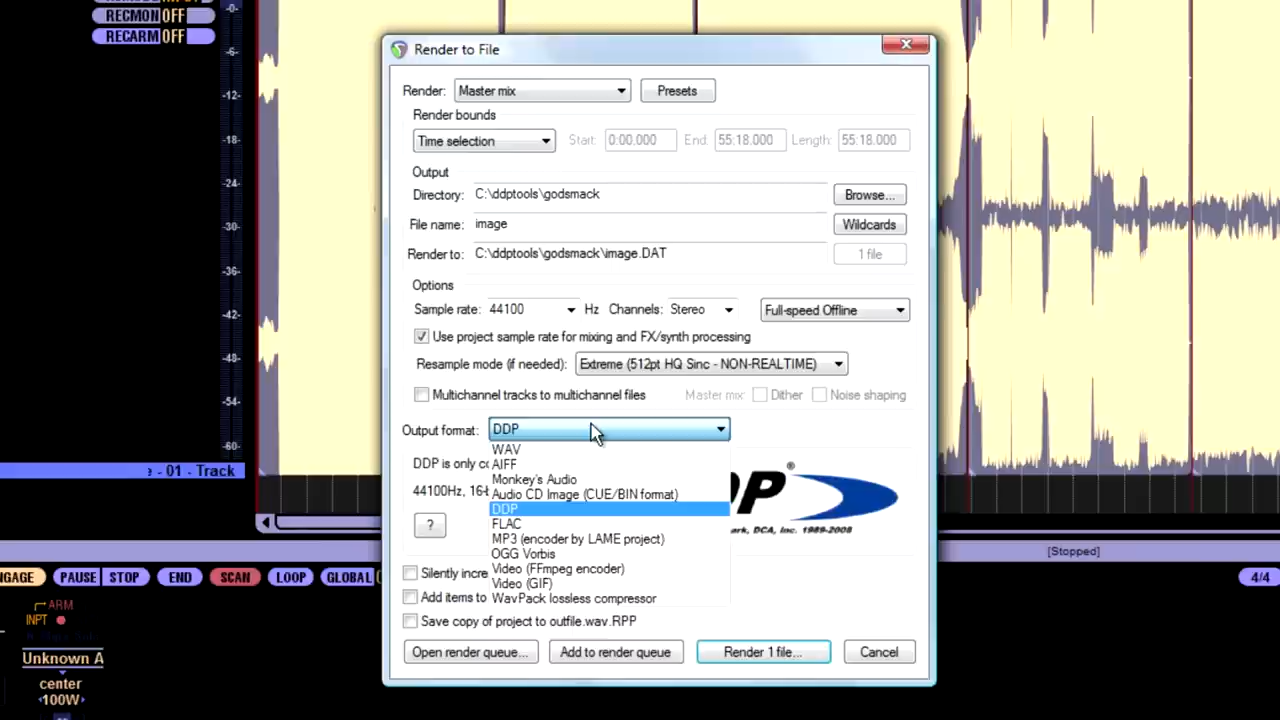 RECMON OFF
RECARM OFF
-0-
-6-
-12-
-18-
-24-
-30-
-36-
-42-
-48-
-54-
-60-
- 01 - Track
Render to File
Render: Master mix Presets
Render bounds
Time selection Start: 0:00.000 End: 55:18.000 Length: 55:18.000
Output
Directory: C:\ddptools\godsmack Browse...
File name: image Wildcards
Render to: C:\ddptools\godsmack\image.DAT 1 file
Options
Sample rate: 44100 Hz Channels: Stereo Full-speed Offline
Use project sample rate for mixing and FX/synth processing
Resample mode (if needed): Extreme (512pt HQ Sinc - NON-REALTIME)
Multichannel tracks to multichannel files Master mix: Dither Noise shaping
Output format: DDP
WAV
AIFF
Monkey's Audio
Audio CD Image (CUE/BIN format)
DDP
FLAC
MP3 (encoder by LAME project)
OGG Vorbis
Video (FFmpeg encoder)
Video (GIF)
WavPack lossless compressor
DDP is only
44100Hz,
?
P ®
DCA, Inc. 1989-2008
Silently
Add items to
Save copy of project to outfile.wav.RPP
Open render queue... Add to render queue Render 1 file... Cancel
[Stopped]
PAUSE STOP END SCAN LOOP GLOBAL 4/4
ARM
INPT
Unknown A
center
100W